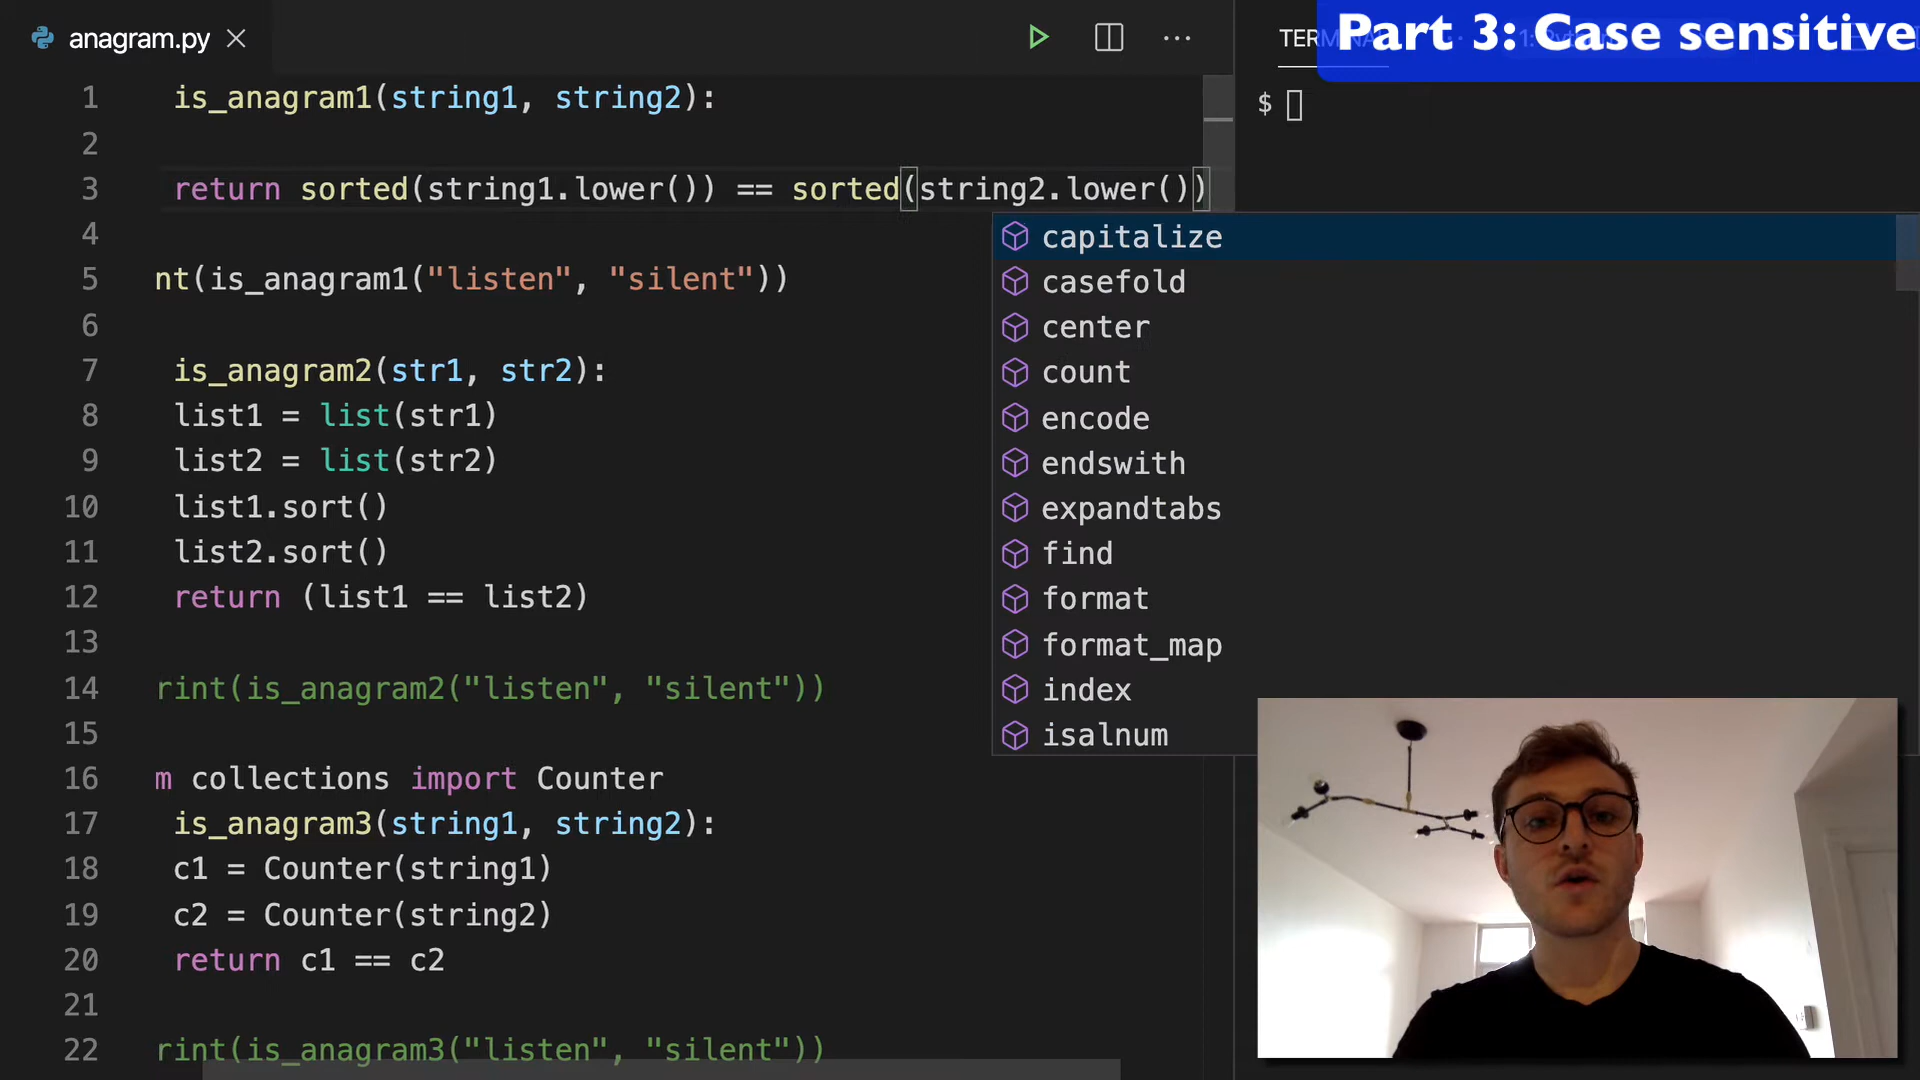 anagram.py
Part 3: Case sensitive
1 is_anagram1(string1, string2):
2
3 return sorted(string1.lower()) == sorted(string2.lower())
4
5 nt(is_anagram1("listen", "silent"))
6
7 is_anagram2(str1, str2):
8 list1 = list(str1)
9 list2 = list(str2)
10 list1.sort()
11 list2.sort()
12 return (list1 == list2)
13
14 rint(is_anagram2("listen", "silent"))
15
16 m collections import Counter
17 is_anagram3(string1, string2):
18 c1 = Counter(string1)
19 c2 = Counter(string2)
20 return c1 == c2
21
22 rint(is_anagram3("listen", "silent"))
$
capitalize
casefold
center
count
encode
endswith
expandtabs
find
format
format_map
index
isalnum